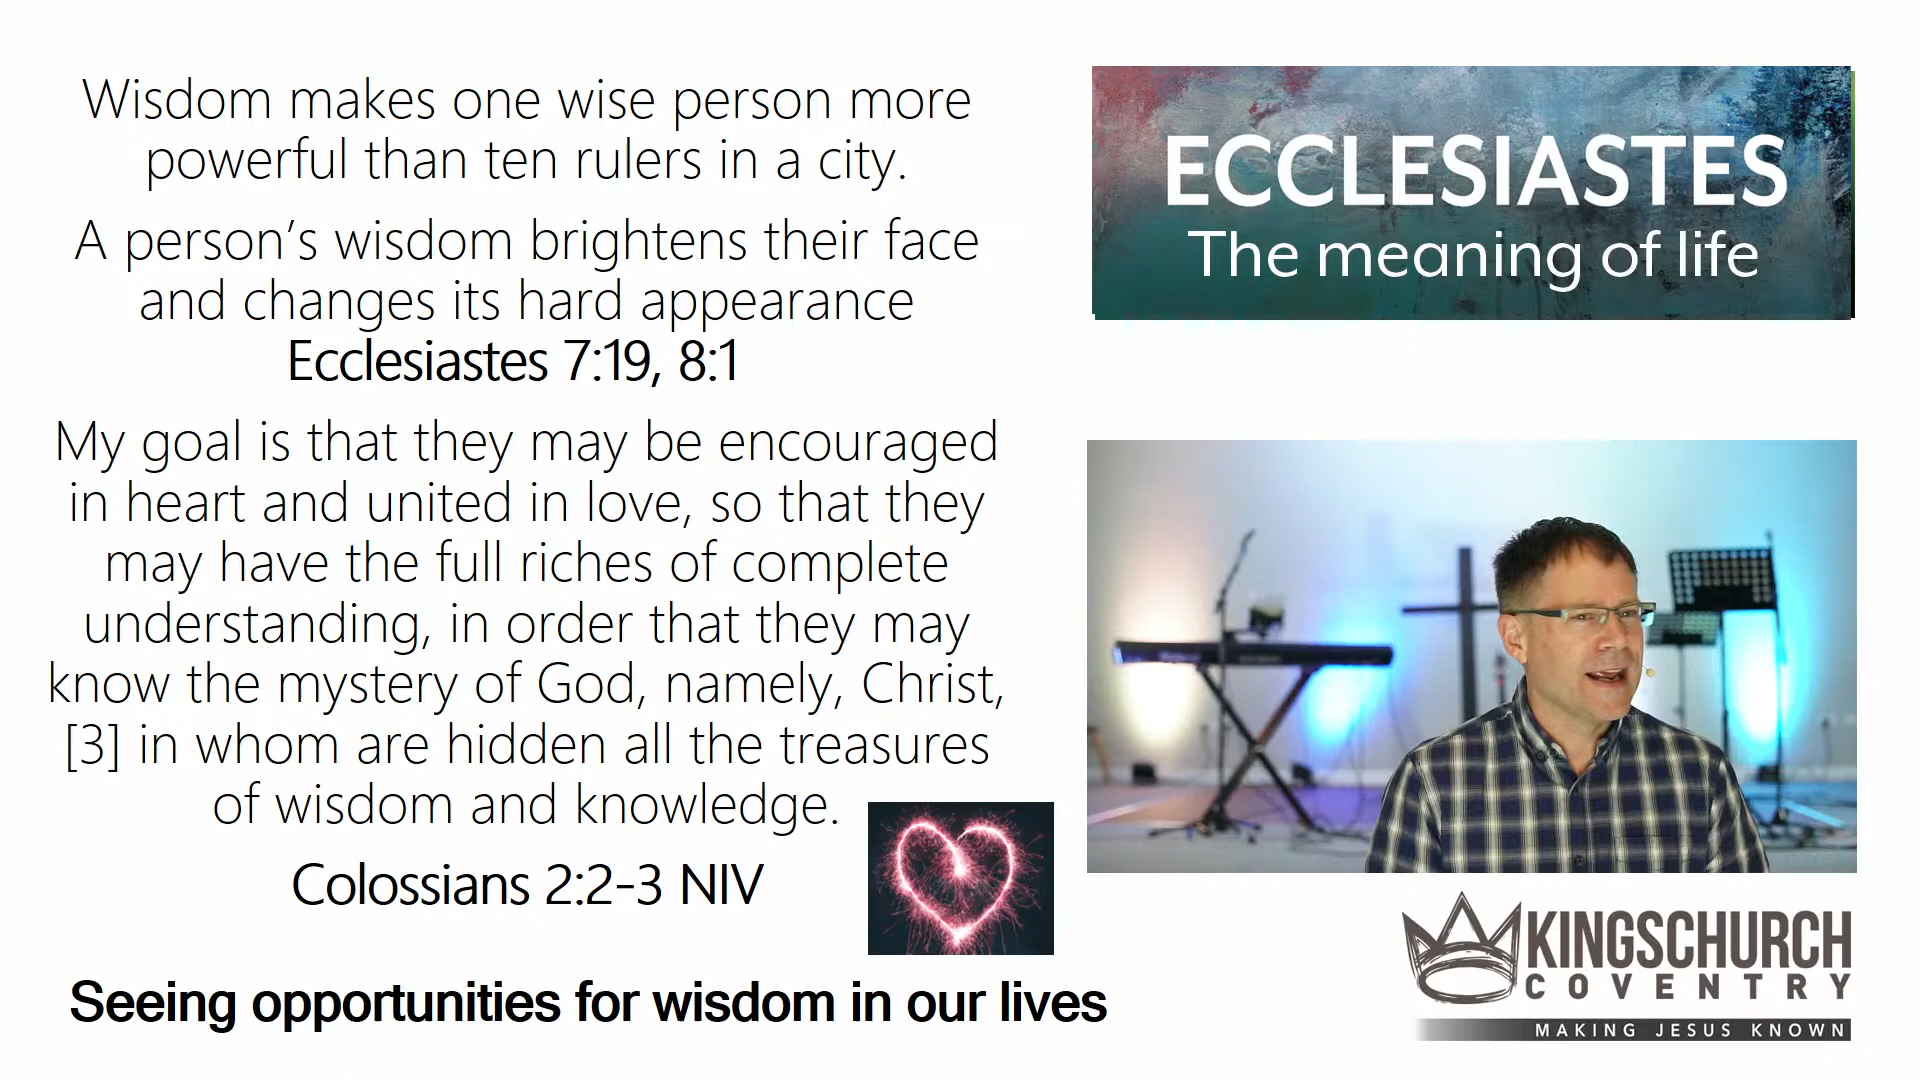 Wisdom makes one wise person more
powerful than ten rulers in a city.
A person’s wisdom brightens their face
and changes its hard appearance
Ecclesiastes 7:19, 8:1
My goal is that they may be encouraged
in heart and united in love, so that they
may have the full riches of complete
understanding, in order that they may
know the mystery of God, namely, Christ,
[3] in whom are hidden all the treasures
of wisdom and knowledge.
Colossians 2:2-3 NIV
Seeing opportunities for wisdom in our lives
ECCLESIASTES
The meaning of life
KINGSCHURCH
COVENTRY
MAKING JESUS KNOWN